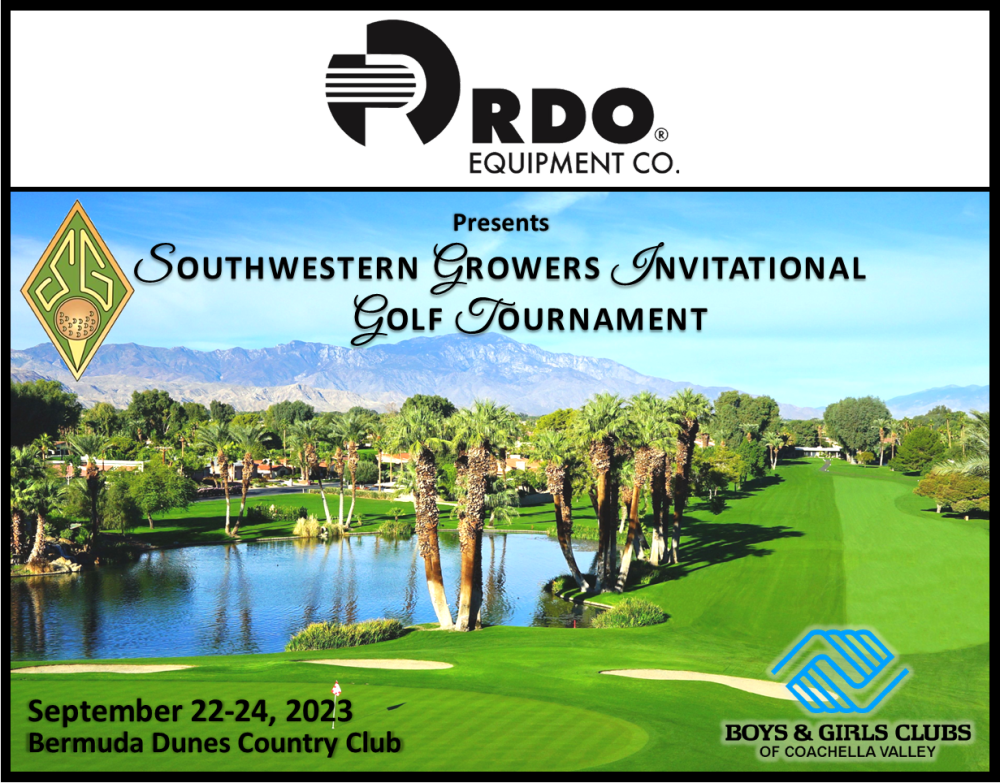 RDO®
EQUIPMENT CO.
Presents
SG
SOUTHWESTERN GROWERS INVITATIONAL
GOLF TOURNAMENT
September 22-24, 2023
Bermuda Dunes Country Club
BOYS & GIRLS CLUBS
OF COACHELLA VALLEY